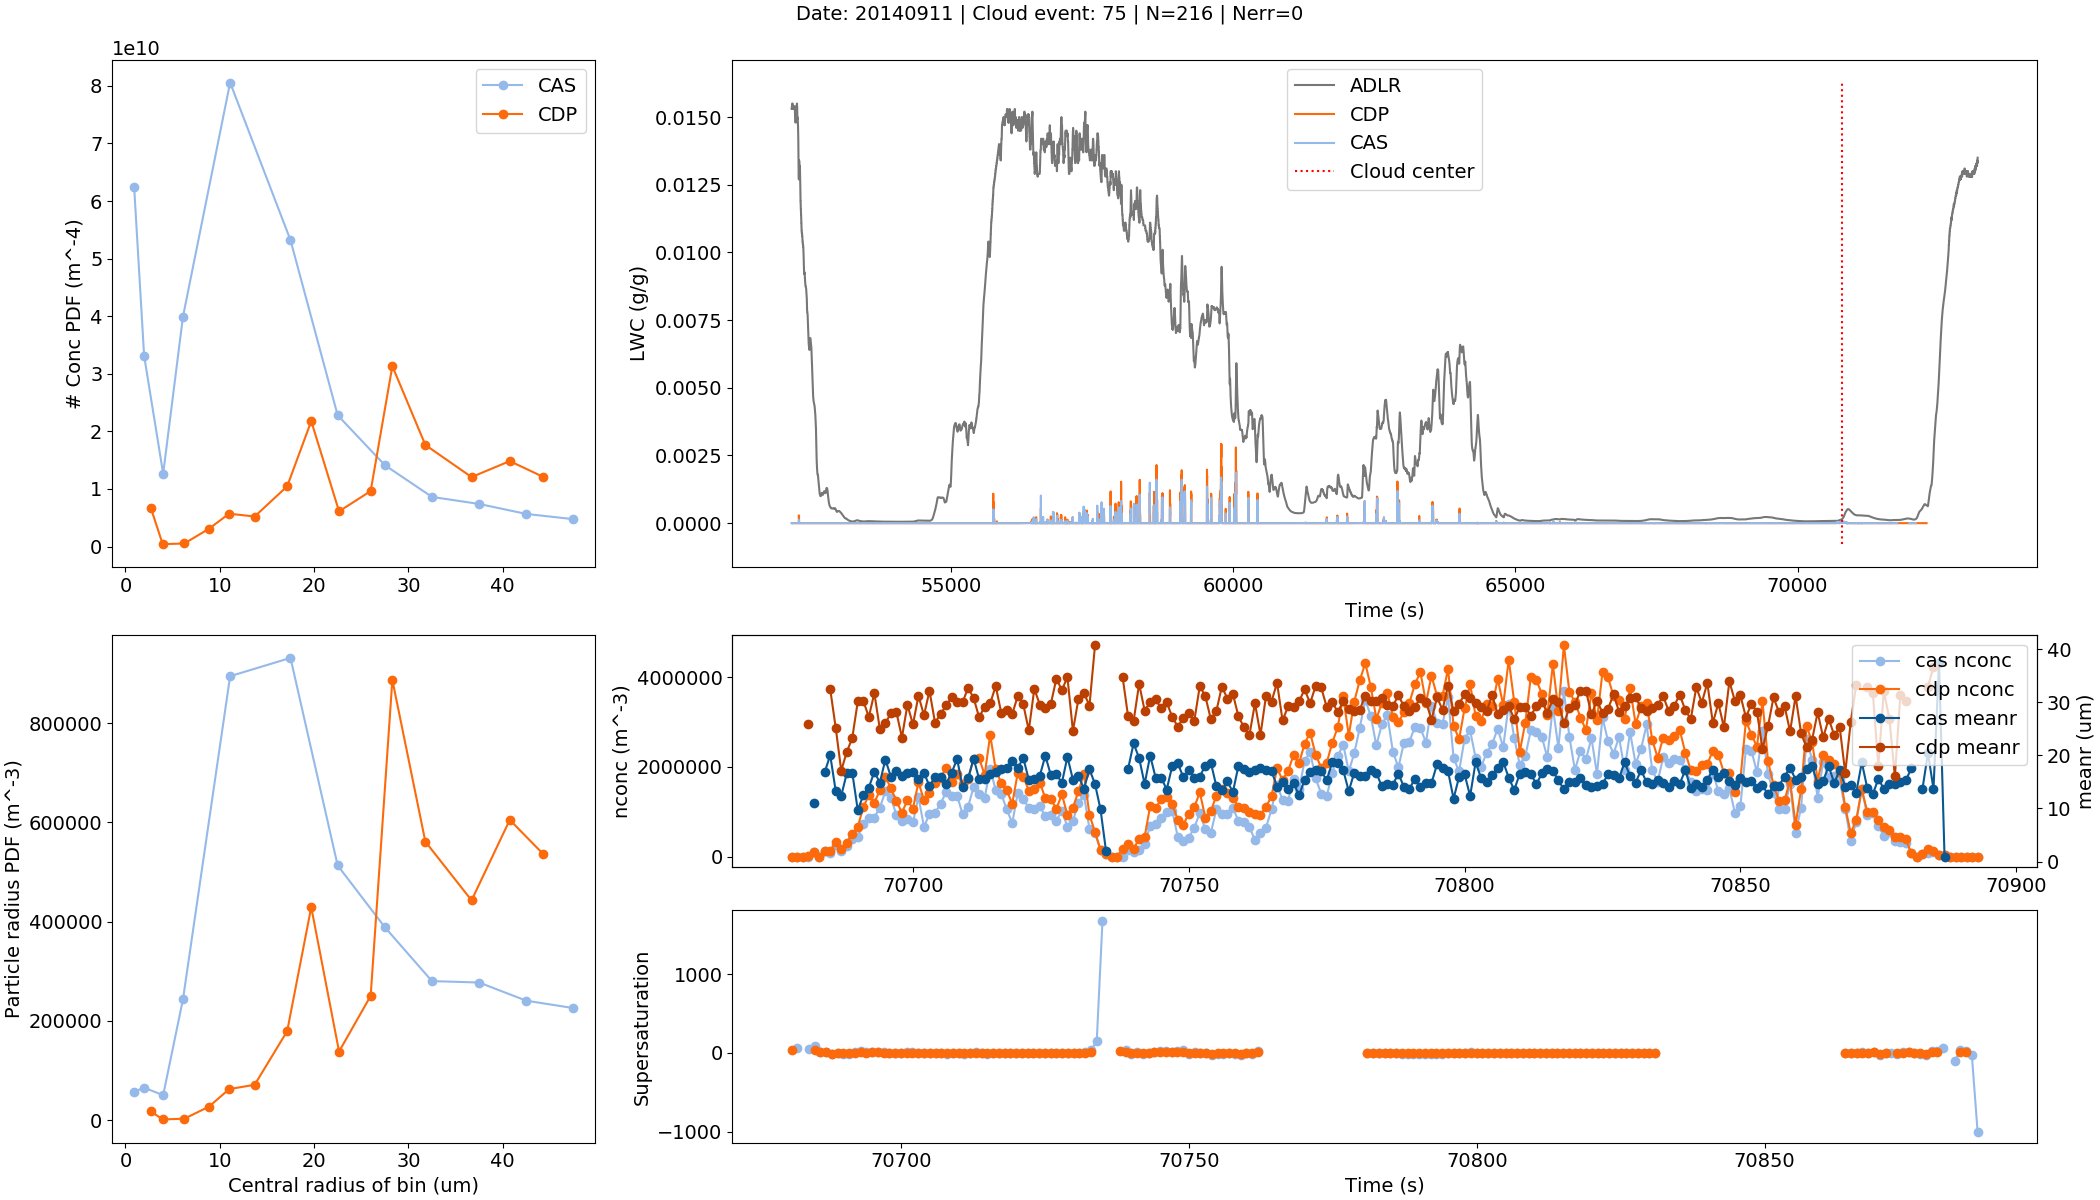 Date: 20140911 | Cloud event: 75 | N=216 | Nerr=0
1e10
# Conc PDF (m^-4)
8
7
6
5
4
3
2
1
0
0 10 20 30 40
CAS
CDP
LWC (g/g)
0.0150
0.0125
0.0100
0.0075
0.0050
0.0025
0.0000
55000 60000 65000 70000
Time (s)
ADLR
CDP
CAS
Cloud center
Particle radius PDF (m^-3)
800000
600000
400000
200000
0
0 10 20 30 40
Central radius of bin (um)
nconc (m^-3)
4000000
2000000
0
70700 70750 70800 70850 70900
40
30
20
10
0
meanr (um)
cas nconc
cdp nconc
cas meanr
cdp meanr
Supersaturation
1000
0
−1000
70700 70750 70800 70850
Time (s)